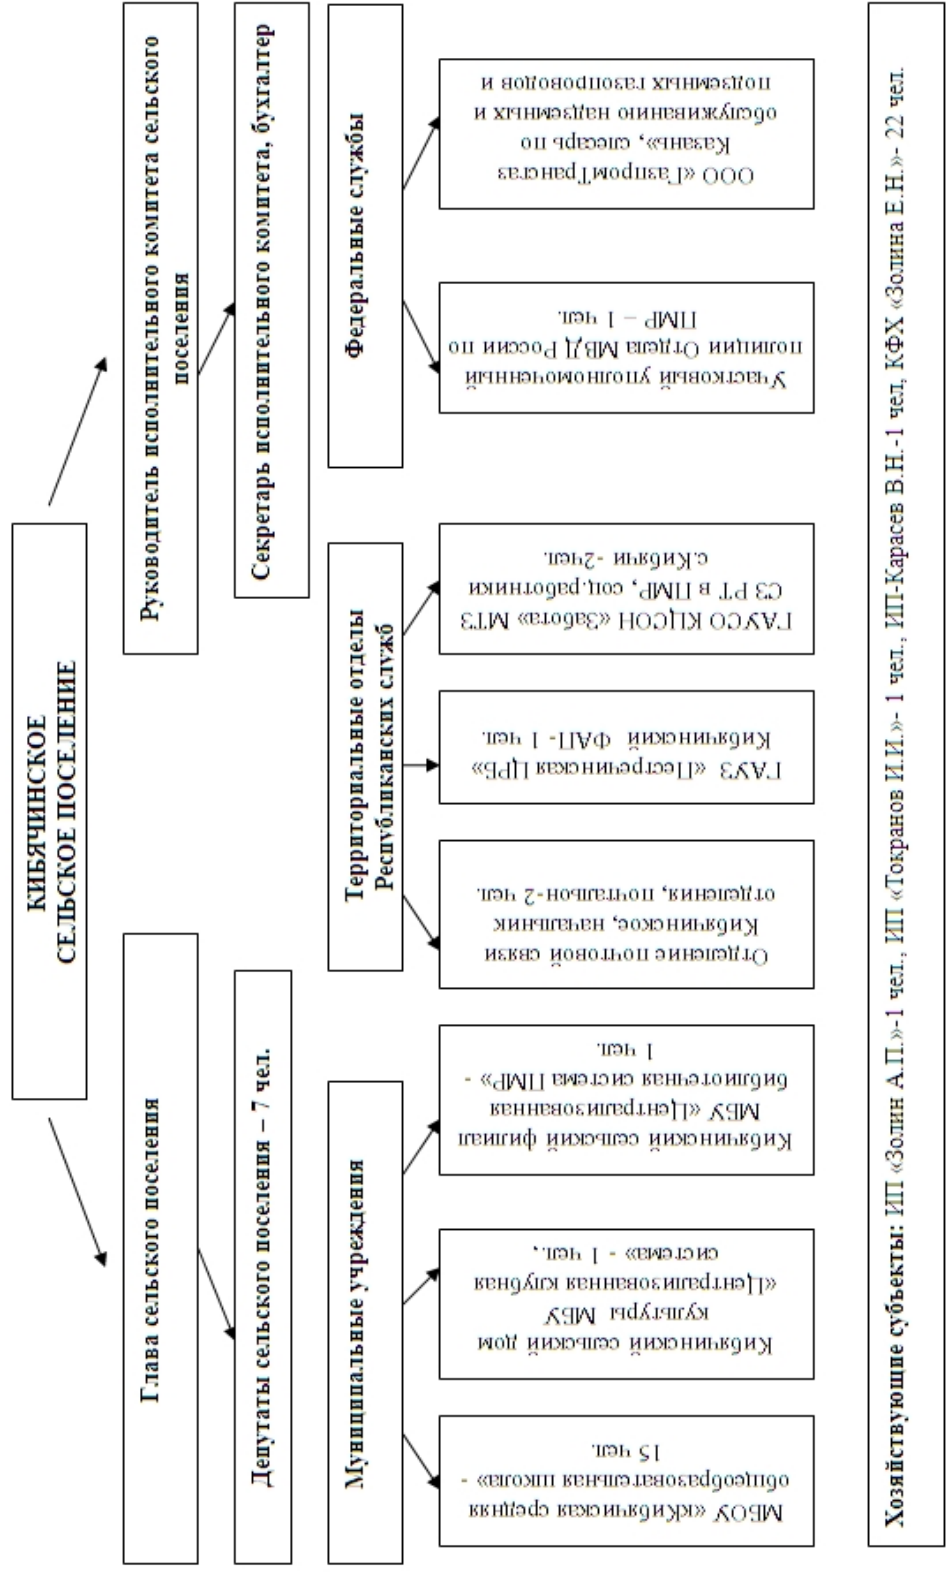 КИБЯЧИНСКОЕ
СЕЛЬСКОЕ ПОСЕЛЕНИЕ
Глава сельского поселения
Руководитель исполнительного комитета сельского
поселения
Депутаты сельского поселения – 7 чел.
Секретарь исполнительного комитета, бухгалтер
Муниципальные учреждения
Территориальные отделы
Республиканских служб
Федеральные службы
МБОУ «кКибячкая средняя
общеобразовательная школа» -
15 чел.
Кибячинский сельский дом
культуры МБУ
«Централизованная клубная
система» - 1 чел.,
Кибячинский сельский филиал
МБУ «Централизованная
библиотечная система ПМР» -
1 чел.
Отделение почтовой связи
Кибячинское, начальник
отделения, почтальон-2 чел.
ГАУЗ «Пестречинская ЦРБ»
Кибячинский ФАП- 1 чел.
ГАУСО КЦСОН «Забота» МТЗ
СЗ РТ в ПМР, соц.работники
с.Кибячи -2чел.
Участковый уполномоченный
полиции Отдела МВД России по
ПМР – 1 чел.
ООО «ГазпромТрансгаз
Казань», слесарь по
обслуживанию надземных и
подземных газопроводов и
Хозяйствующие субъекты: ИП «Золин А.П.»-1 чел., ИП «Токранов И.И.»- 1 чел., ИП-Карасев В.Н.-1 чел, КФХ «Золина Е.Н.»- 22 чел.